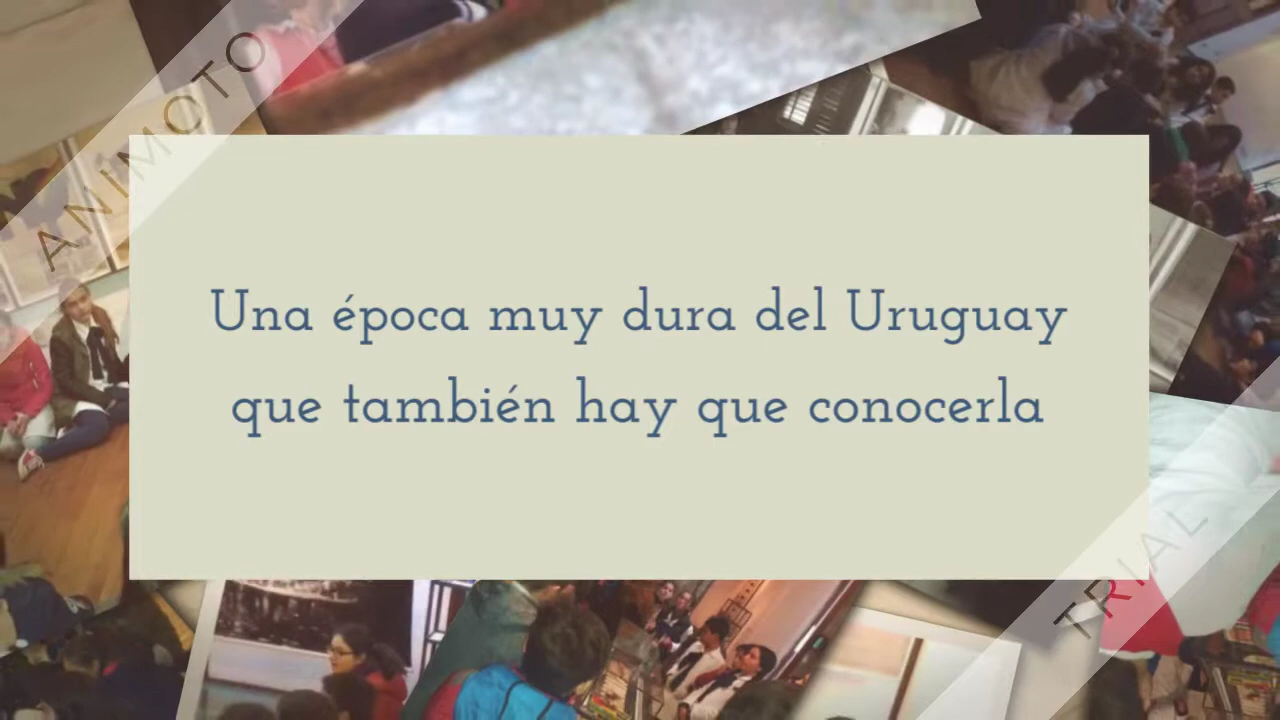 ANIMOTO
Una época muy dura del Uruguay
que también hay que conocerla
TRIAL